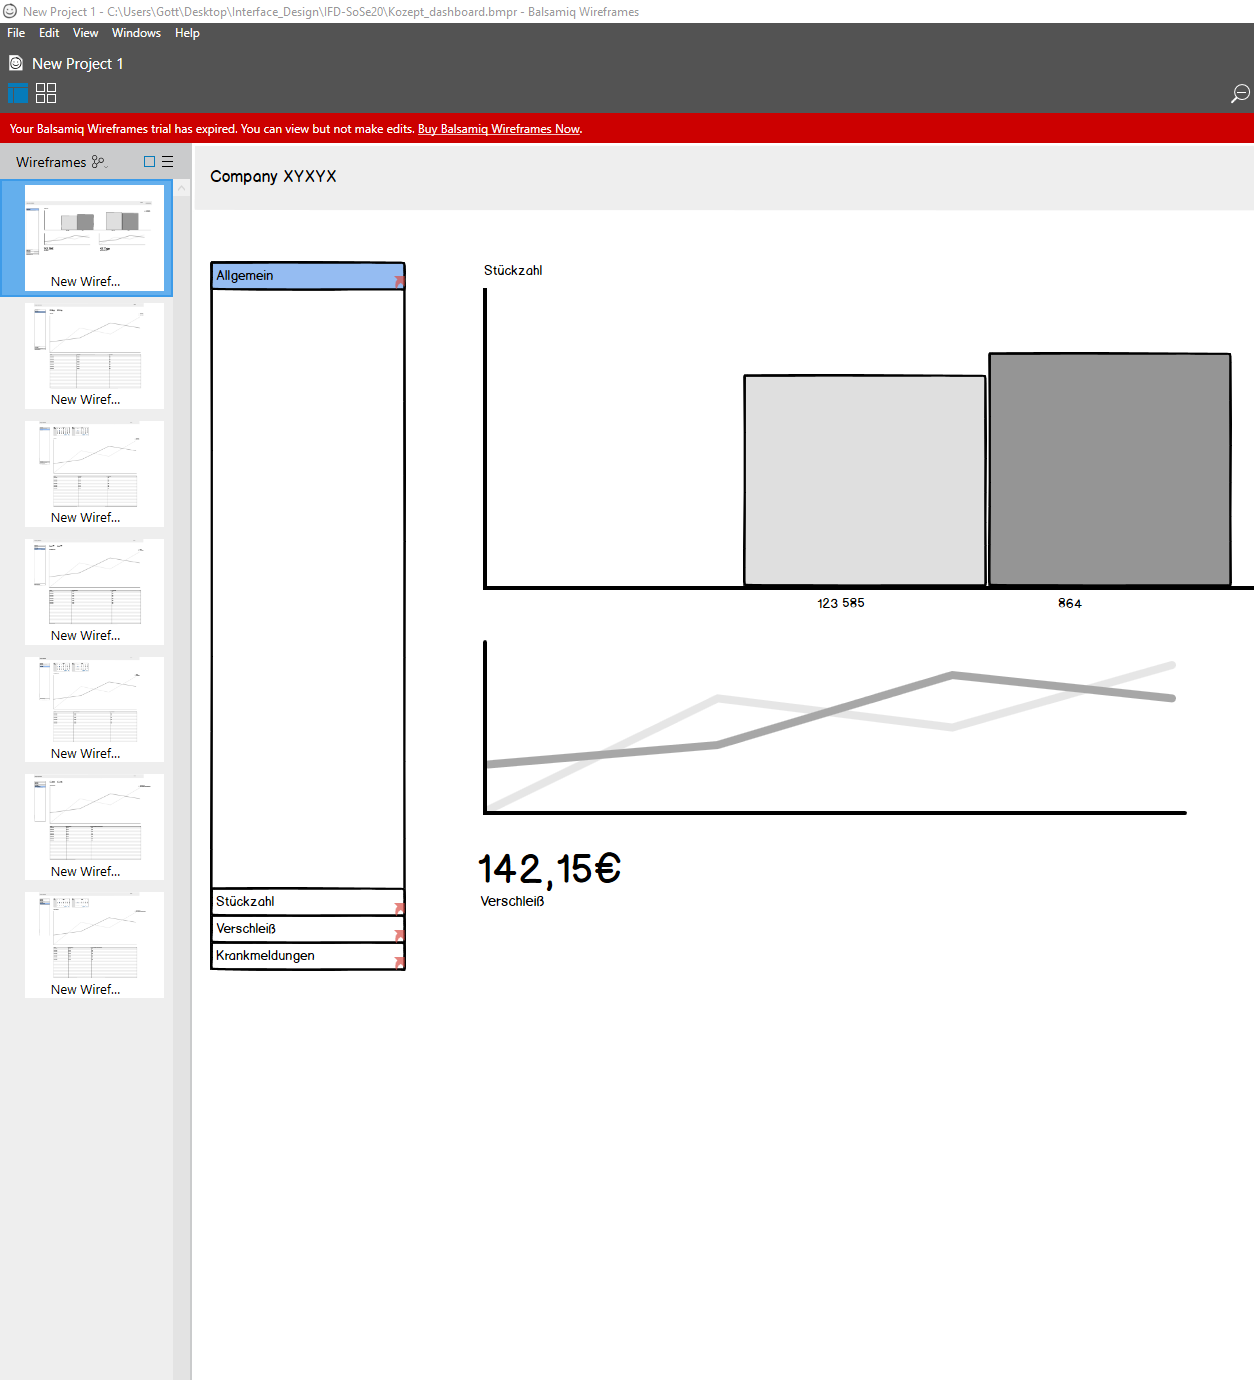 New Project 1 - C:\Users\Gott\Desktop\Interface_Design\IFD-SoSe20\Kozept_dashboard.bmpr - Balsamiq Wireframes
File Edit View Windows Help
New Project 1
Your Balsamiq Wireframes trial has expired. You can view but not make edits. Buy Balsamiq Wireframes Now.
Wireframes
New Wiref...
New Wiref...
New Wiref...
New Wiref...
New Wiref...
New Wiref...
New Wiref...
Company XYXYX
Allgemein
Stückzahl
Verschleiß
Krankmeldungen
Stückzahl
123 585
864
142,15€
Verschleiß